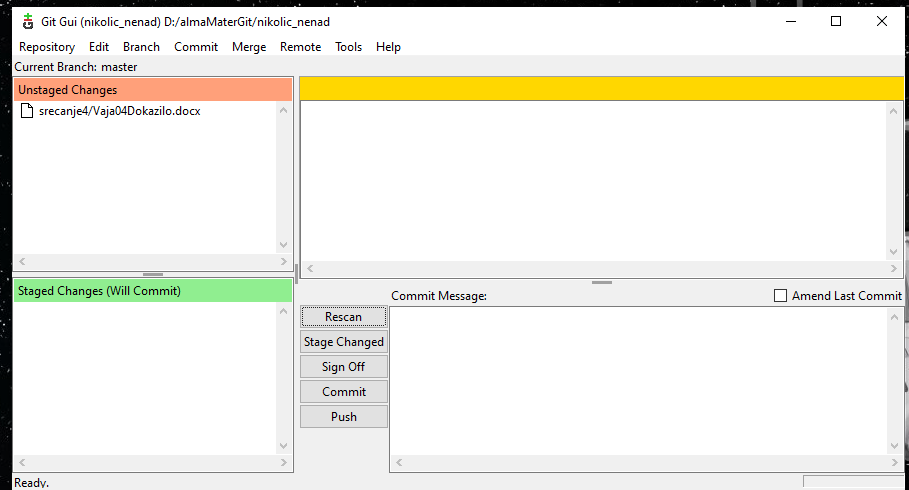 Git Gui (nikolic_nenad) D:/almaMaterGit/nikolic_nenad
Repository Edit Branch Commit Merge Remote Tools Help
Current Branch: master
Unstaged Changes
srecanje4/Vaja04Dokazilo.docx
Staged Changes (Will Commit)
Commit Message:
Amend Last Commit
Rescan
Stage Changed
Sign Off
Commit
Push
Ready.